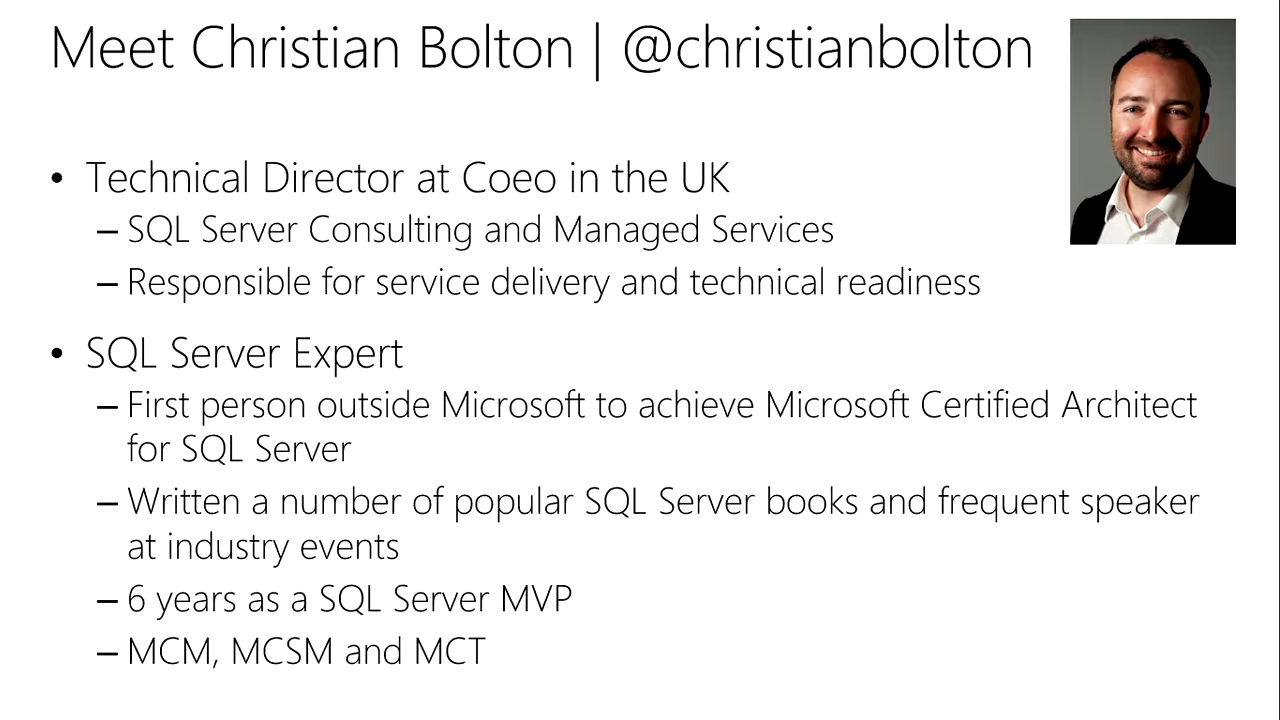 Meet Christian Bolton | @christianbolton
• Technical Director at Coeo in the UK
– SQL Server Consulting and Managed Services
– Responsible for service delivery and technical readiness
• SQL Server Expert
– First person outside Microsoft to achieve Microsoft Certified Architect
for SQL Server
– Written a number of popular SQL Server books and frequent speaker
at industry events
– 6 years as a SQL Server MVP
– MCM, MCSM and MCT